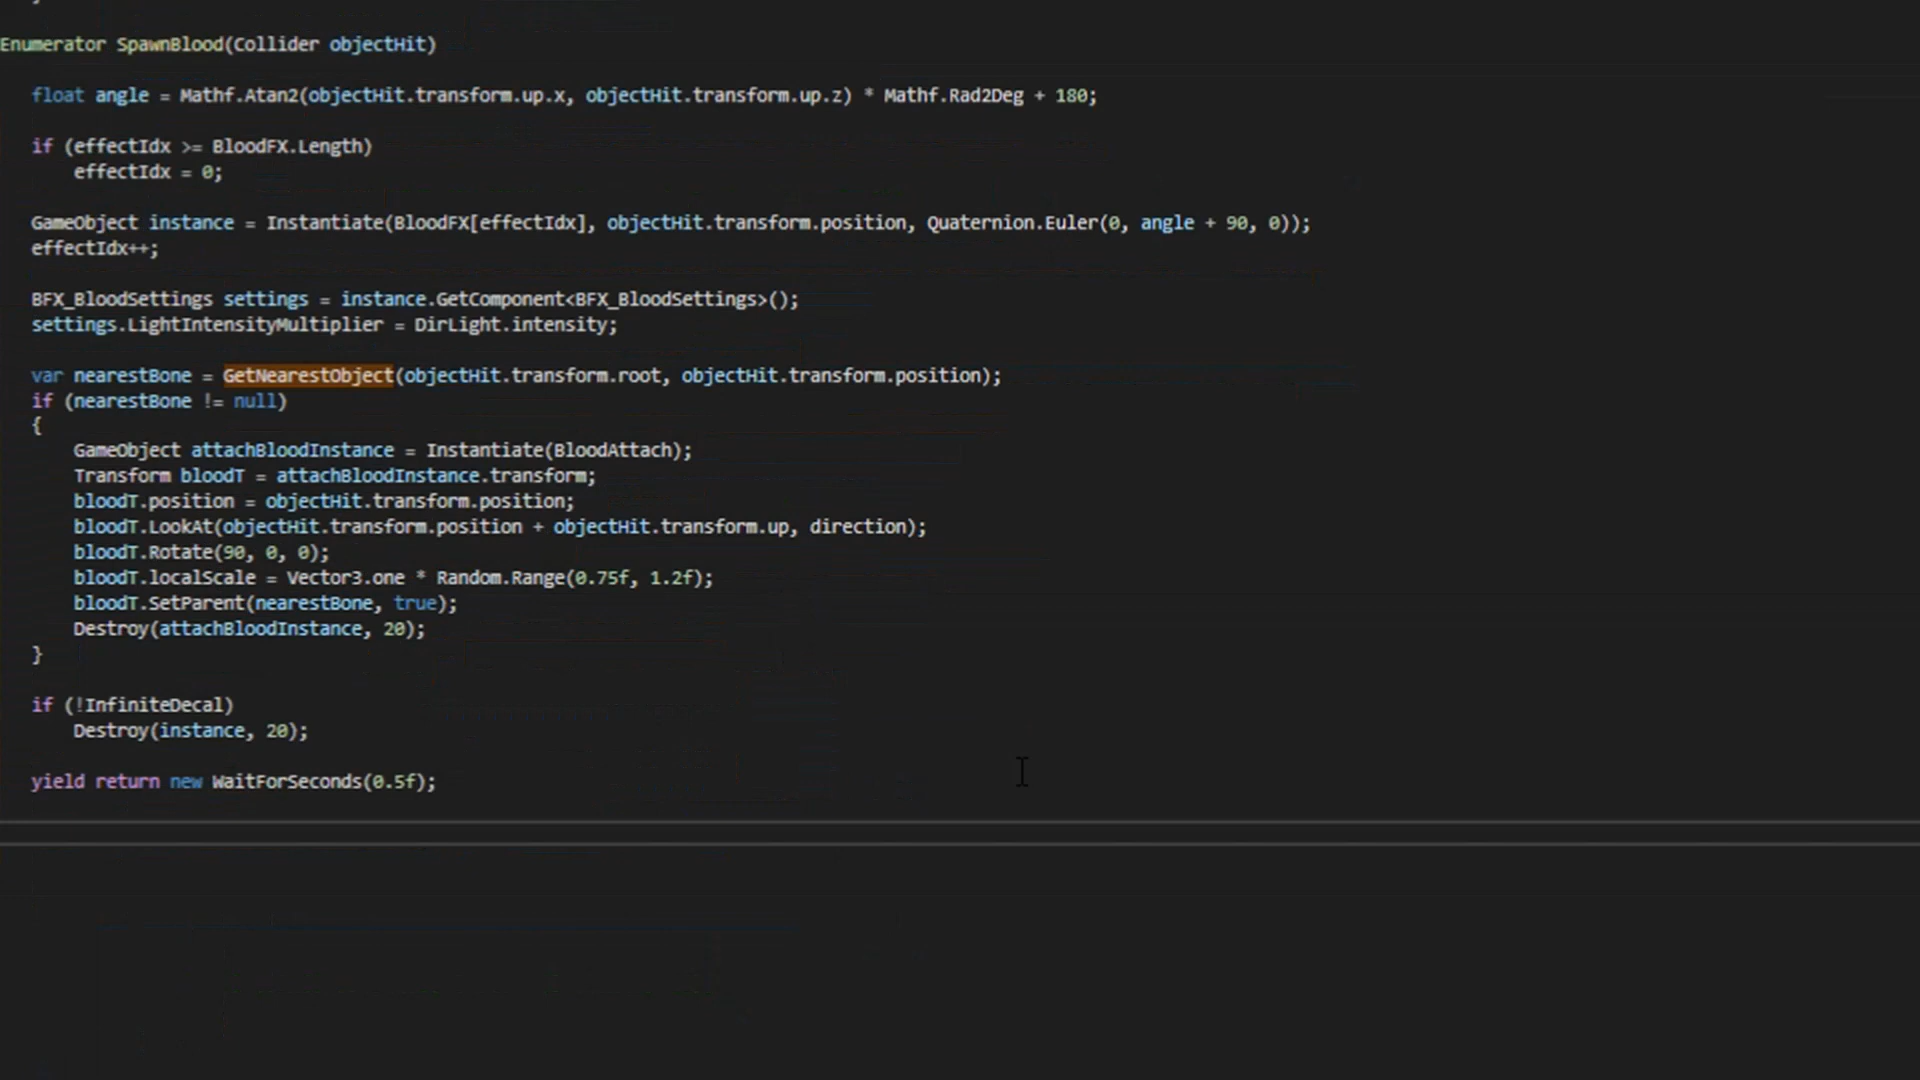 Enumerator SpawnBlood(Collider objectHit)
float angle = Mathf.Atan2(objectHit.transform.up.x, objectHit.transform.up.z) * Mathf.Rad2Deg + 180;
if (effectIdx >= BloodFX.Length)
effectIdx = 0;
GameObject instance = Instantiate(BloodFX[effectIdx], objectHit.transform.position, Quaternion.Euler(0, angle + 90, 0));
effectIdx++;
BFX_BloodSettings settings = instance.GetComponent<BFX_BloodSettings>();
settings.LightIntensityMultiplier = DirLight.intensity;
var nearestBone = GetNearestObject(objectHit.transform.root, objectHit.transform.position);
if (nearestBone != null)
{
GameObject attachBloodInstance = Instantiate(BloodAttach);
Transform bloodT = attachBloodInstance.transform;
bloodT.position = objectHit.transform.position;
bloodT.LookAt(objectHit.transform.position + objectHit.transform.up, direction);
bloodT.Rotate(90, 0, 0);
bloodT.localScale = Vector3.one * Random.Range(0.75f, 1.2f);
bloodT.SetParent(nearestBone, true);
Destroy(attachBloodInstance, 20);
}
if (!InfiniteDecal)
Destroy(instance, 20);
yield return new WaitForSeconds(0.5f);